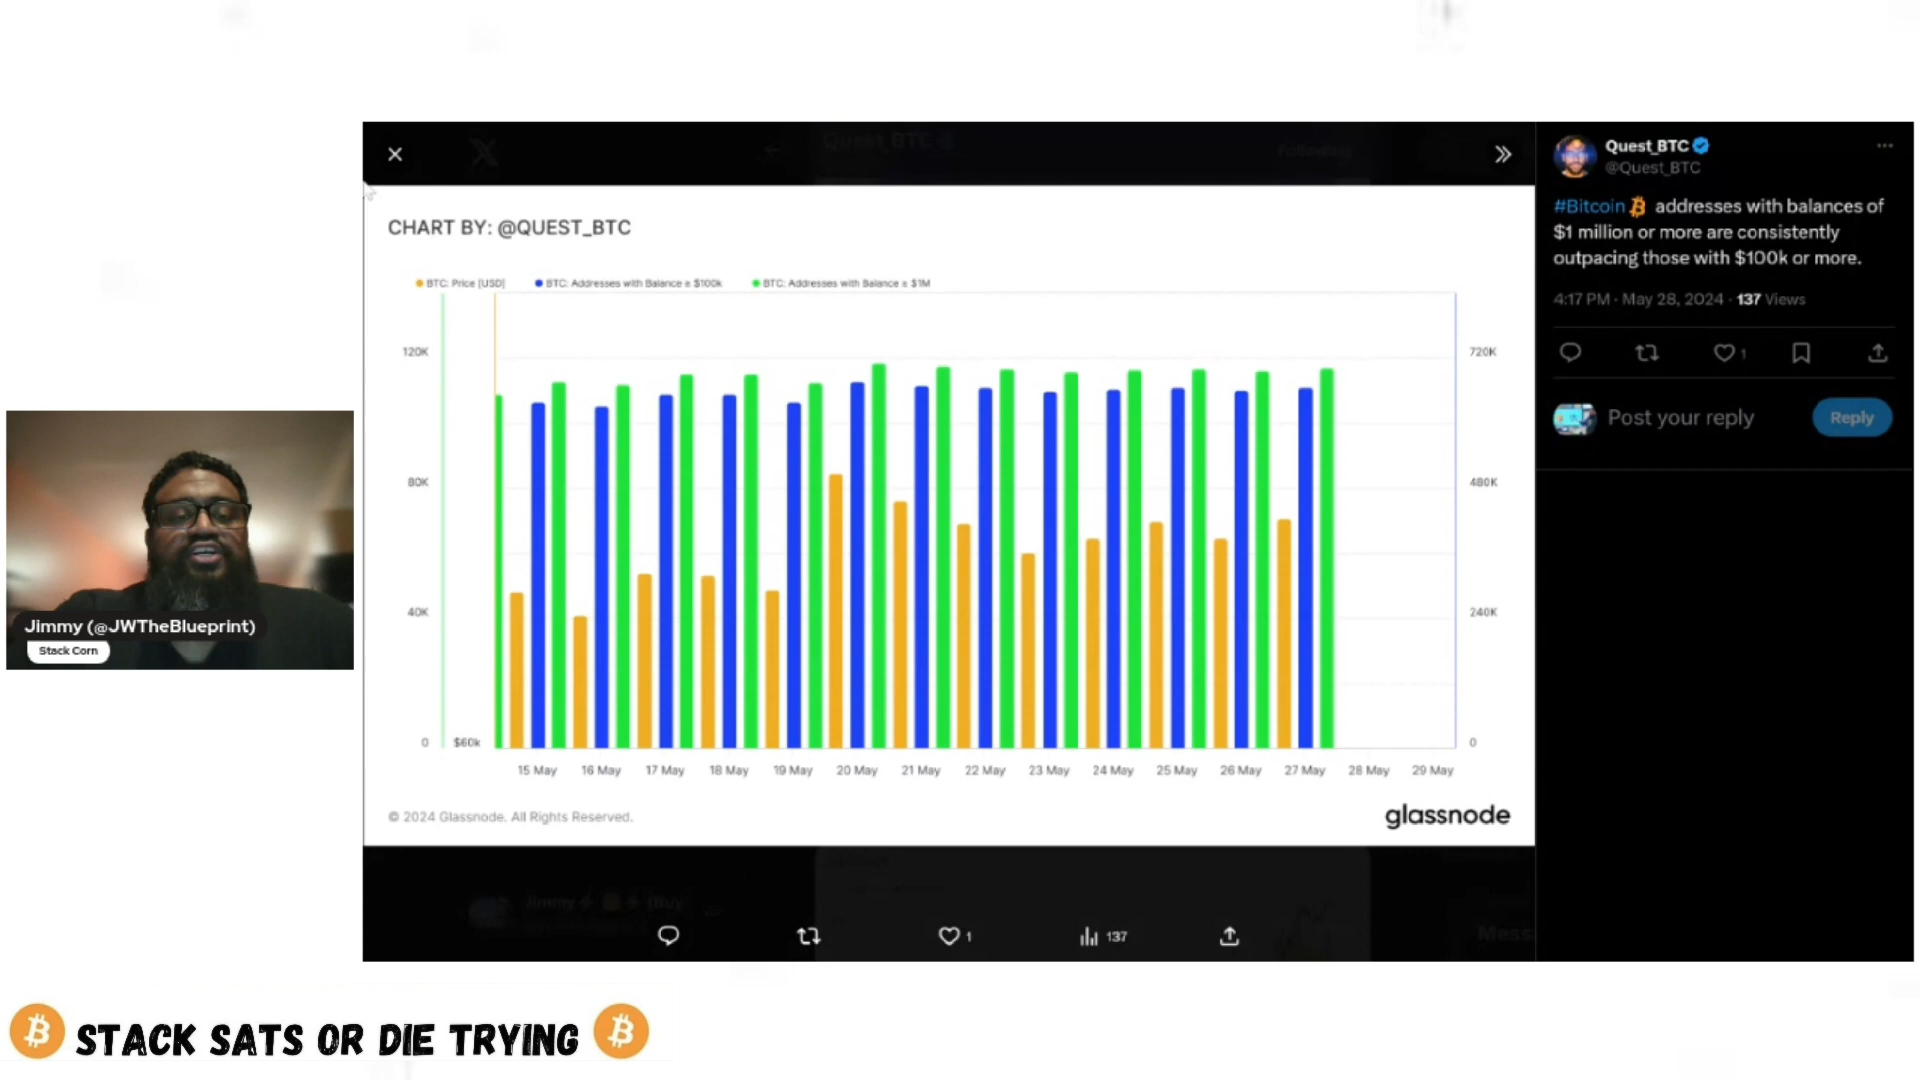 CHART BY: @QUEST_BTC
BTC: Price [USD] BTC: Addresses with Balance ≥ $100k BTC: Addresses with Balance ≥ $1M
120K 720K
80K 480K
40K 240K
0 $60k 0
15 May 16 May 17 May 18 May 19 May 20 May 21 May 22 May 23 May 24 May 25 May 26 May 27 May 28 May 29 May
© 2024 Glassnode. All Rights Reserved.
glassnode
1 137
Quest_BTC
@Quest_BTC
#Bitcoin addresses with balances of
$1 million or more are consistently
outpacing those with $100k or more.
4:17 PM · May 28, 2024 · 137 Views
1
Post your reply Reply
Jimmy (@JWTheBlueprint)
Stack Corn
STACK SATS OR DIE TRYING